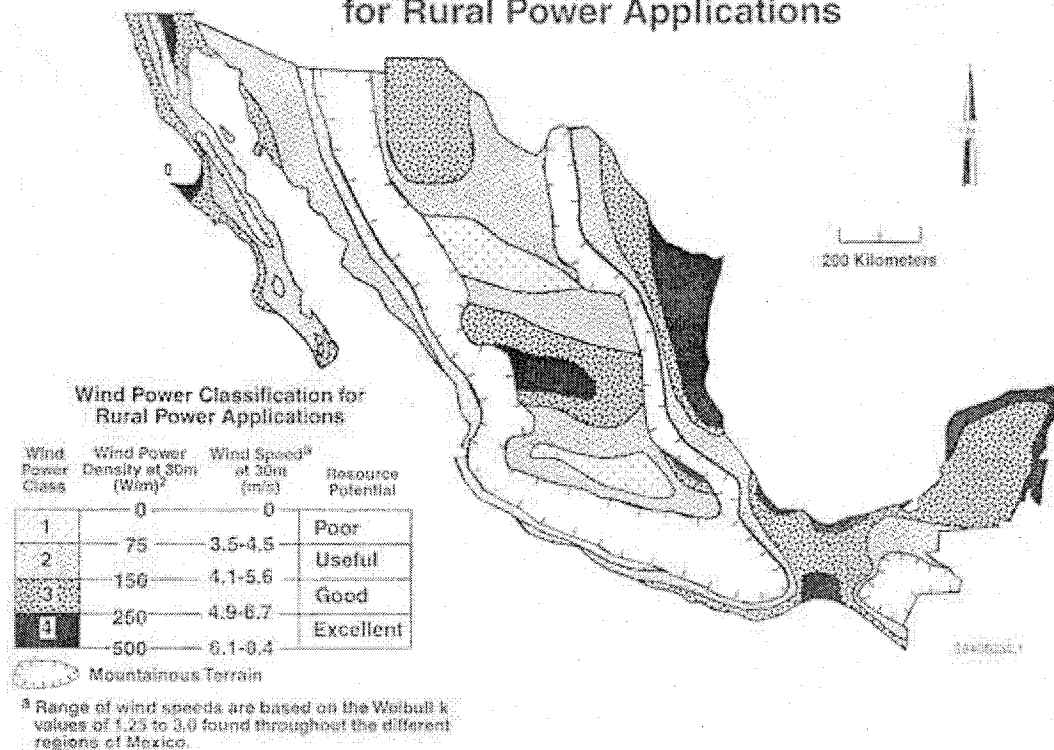 for Rural Power Applications
0
200 Kilometers
Wind Power Classification for
Rural Power Applications
Wind Power Class
Wind Power Density at 30m (W/m)²
Wind Speedᵃ at 30m (m/s)
Resource Potential
0 0
1 Poor
75 3.5-4.5
2 Useful
150 4.1-5.6
3 Good
250 4.9-6.7
4 Excellent
500 6.1-8.4
Mountainous Terrain
ᵃ Range of wind speeds are based on the Weibull k
values of 1.25 to 3.0 found throughout the different
regions of Mexico.